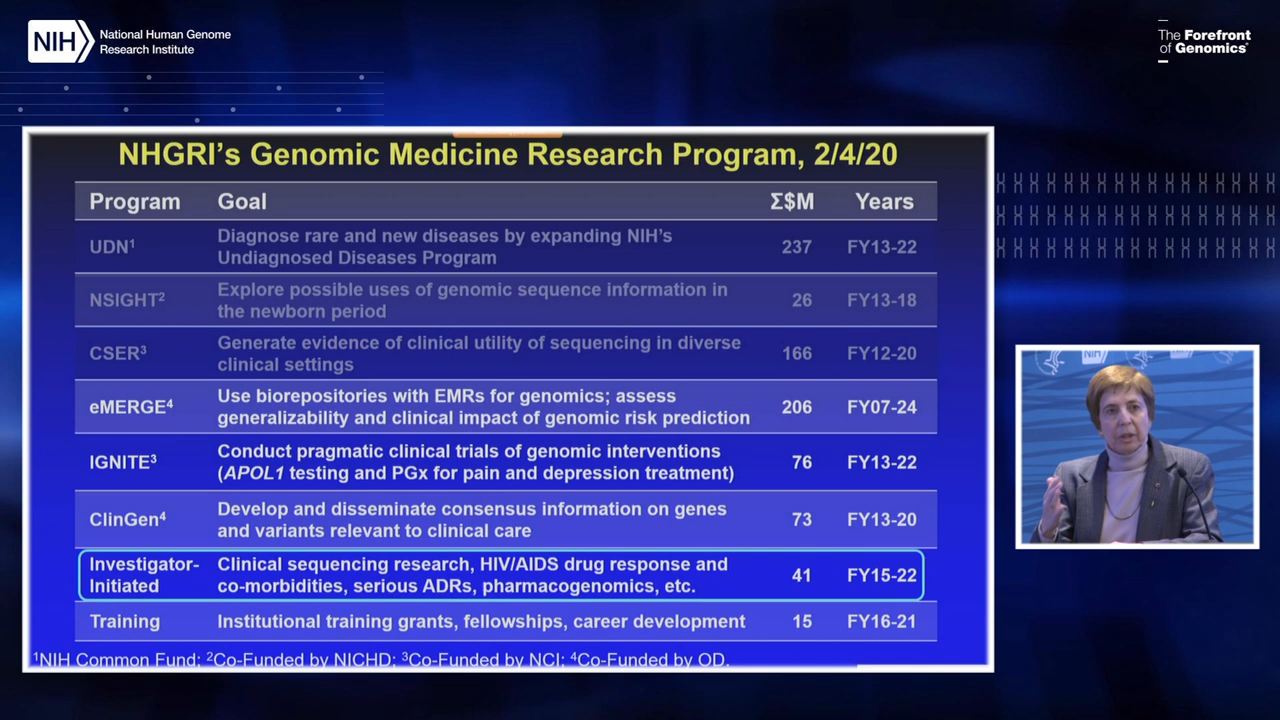 NIH
National Human Genome
Research Institute
The Forefront
of Genomics®
NHGRI's Genomic Medicine Research Program, 2/4/20
Program Goal Σ$M Years
UDN¹ Diagnose rare and new diseases by expanding NIH's Undiagnosed Diseases Program 237 FY13-22
NSIGHT² Explore possible uses of genomic sequence information in the newborn period 26 FY13-18
CSER³ Generate evidence of clinical utility of sequencing in diverse clinical settings 166 FY12-20
eMERGE⁴ Use biorepositories with EMRs for genomics; assess generalizability and clinical impact of genomic risk prediction 206 FY07-24
IGNITE³ Conduct pragmatic clinical trials of genomic interventions (APOL1 testing and PGx for pain and depression treatment) 76 FY13-22
ClinGen⁴ Develop and disseminate consensus information on genes and variants relevant to clinical care 73 FY13-20
Investigator-Initiated Clinical sequencing research, HIV/AIDS drug response and co-morbidities, serious ADRs, pharmacogenomics, etc. 41 FY15-22
Training Institutional training grants, fellowships, career development 15 FY16-21
¹NIH Common Fund; ²Co-Funded by NICHD; ³Co-Funded by NCI; ⁴Co-Funded by OD.
NIH